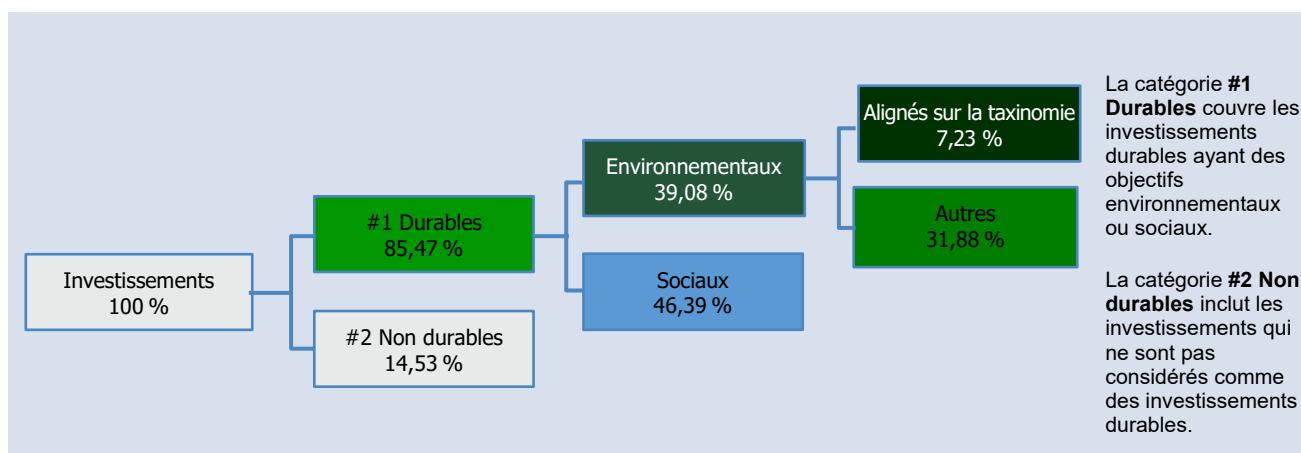 Investissements
100 %
#1 Durables
85,47 %
#2 Non durables
14,53 %
Environnementaux
39,08 %
Sociaux
46,39 %
Alignés sur la taxinomie
7,23 %
Autres
31,88 %
La catégorie #1
Durables couvre les
investissements
durables ayant des
objectifs
environnementaux
ou sociaux.
La catégorie #2 Non
durables inclut les
investissements qui
ne sont pas
considérés comme
des investissements
durables.